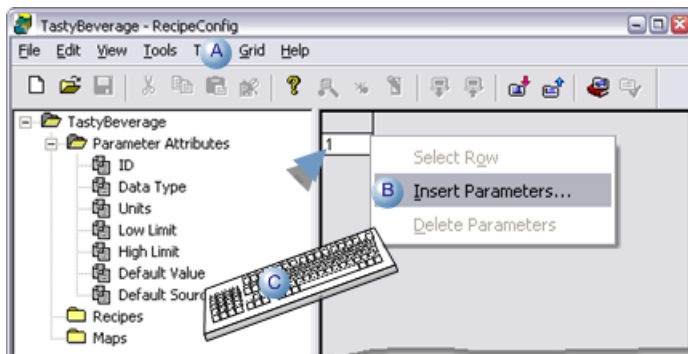 TastyBeverage - RecipeConfig
File Edit View Tools T A Grid Help
TastyBeverage
Parameter Attributes
ID
Data Type
Units
Low Limit
High Limit
Default Value
Default Sour
Recipes
Maps
1
Select Row
B Insert Parameters...
Delete Parameters
C